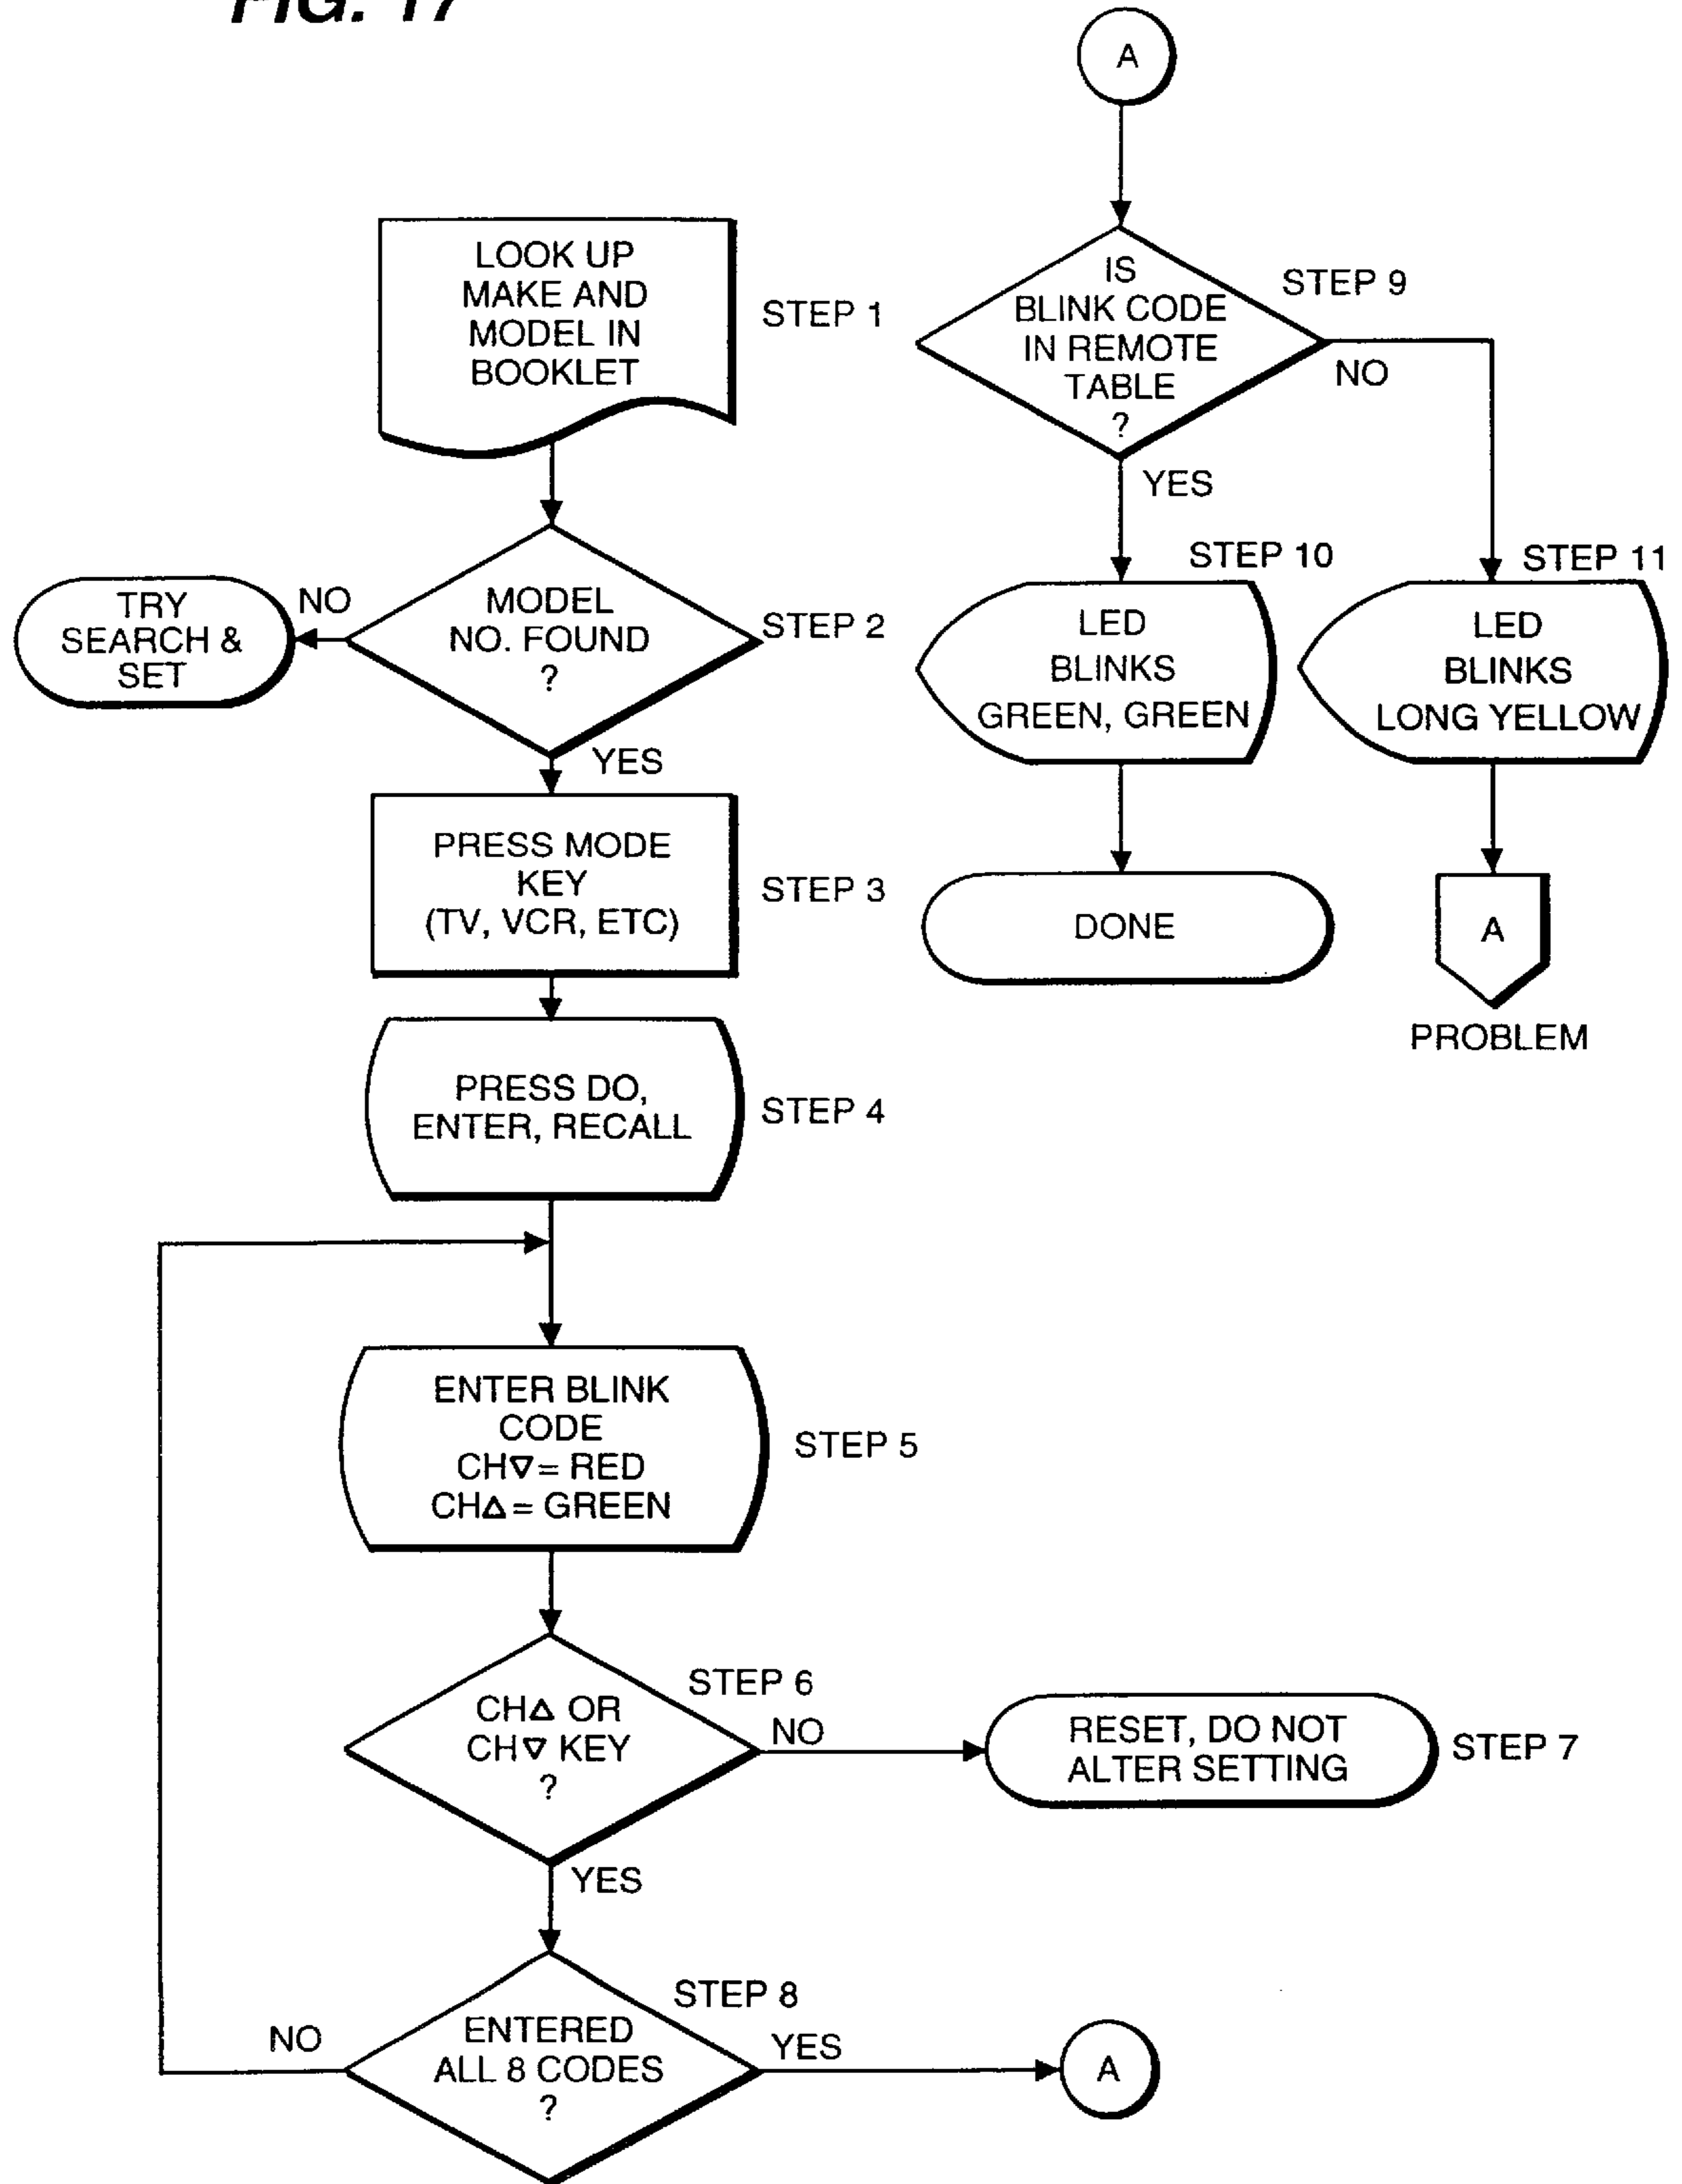 FIG. 17
LOOK UP
MAKE AND
MODEL IN
BOOKLET
STEP 1
MODEL
NO. FOUND
?
STEP 2
NO
TRY
SEARCH &
SET
YES
PRESS MODE
KEY
(TV, VCR, ETC)
STEP 3
PRESS DO,
ENTER, RECALL
STEP 4
ENTER BLINK
CODE
CH▽= RED
CH△= GREEN
STEP 5
CH△ OR
CH▽ KEY
?
STEP 6
NO
RESET, DO NOT
ALTER SETTING
STEP 7
YES
ENTERED
ALL 8 CODES
?
STEP 8
NO
YES
A
A
IS
BLINK CODE
IN REMOTE
TABLE
?
STEP 9
NO
YES
STEP 10
LED
BLINKS
GREEN, GREEN
DONE
STEP 11
LED
BLINKS
LONG YELLOW
A
PROBLEM